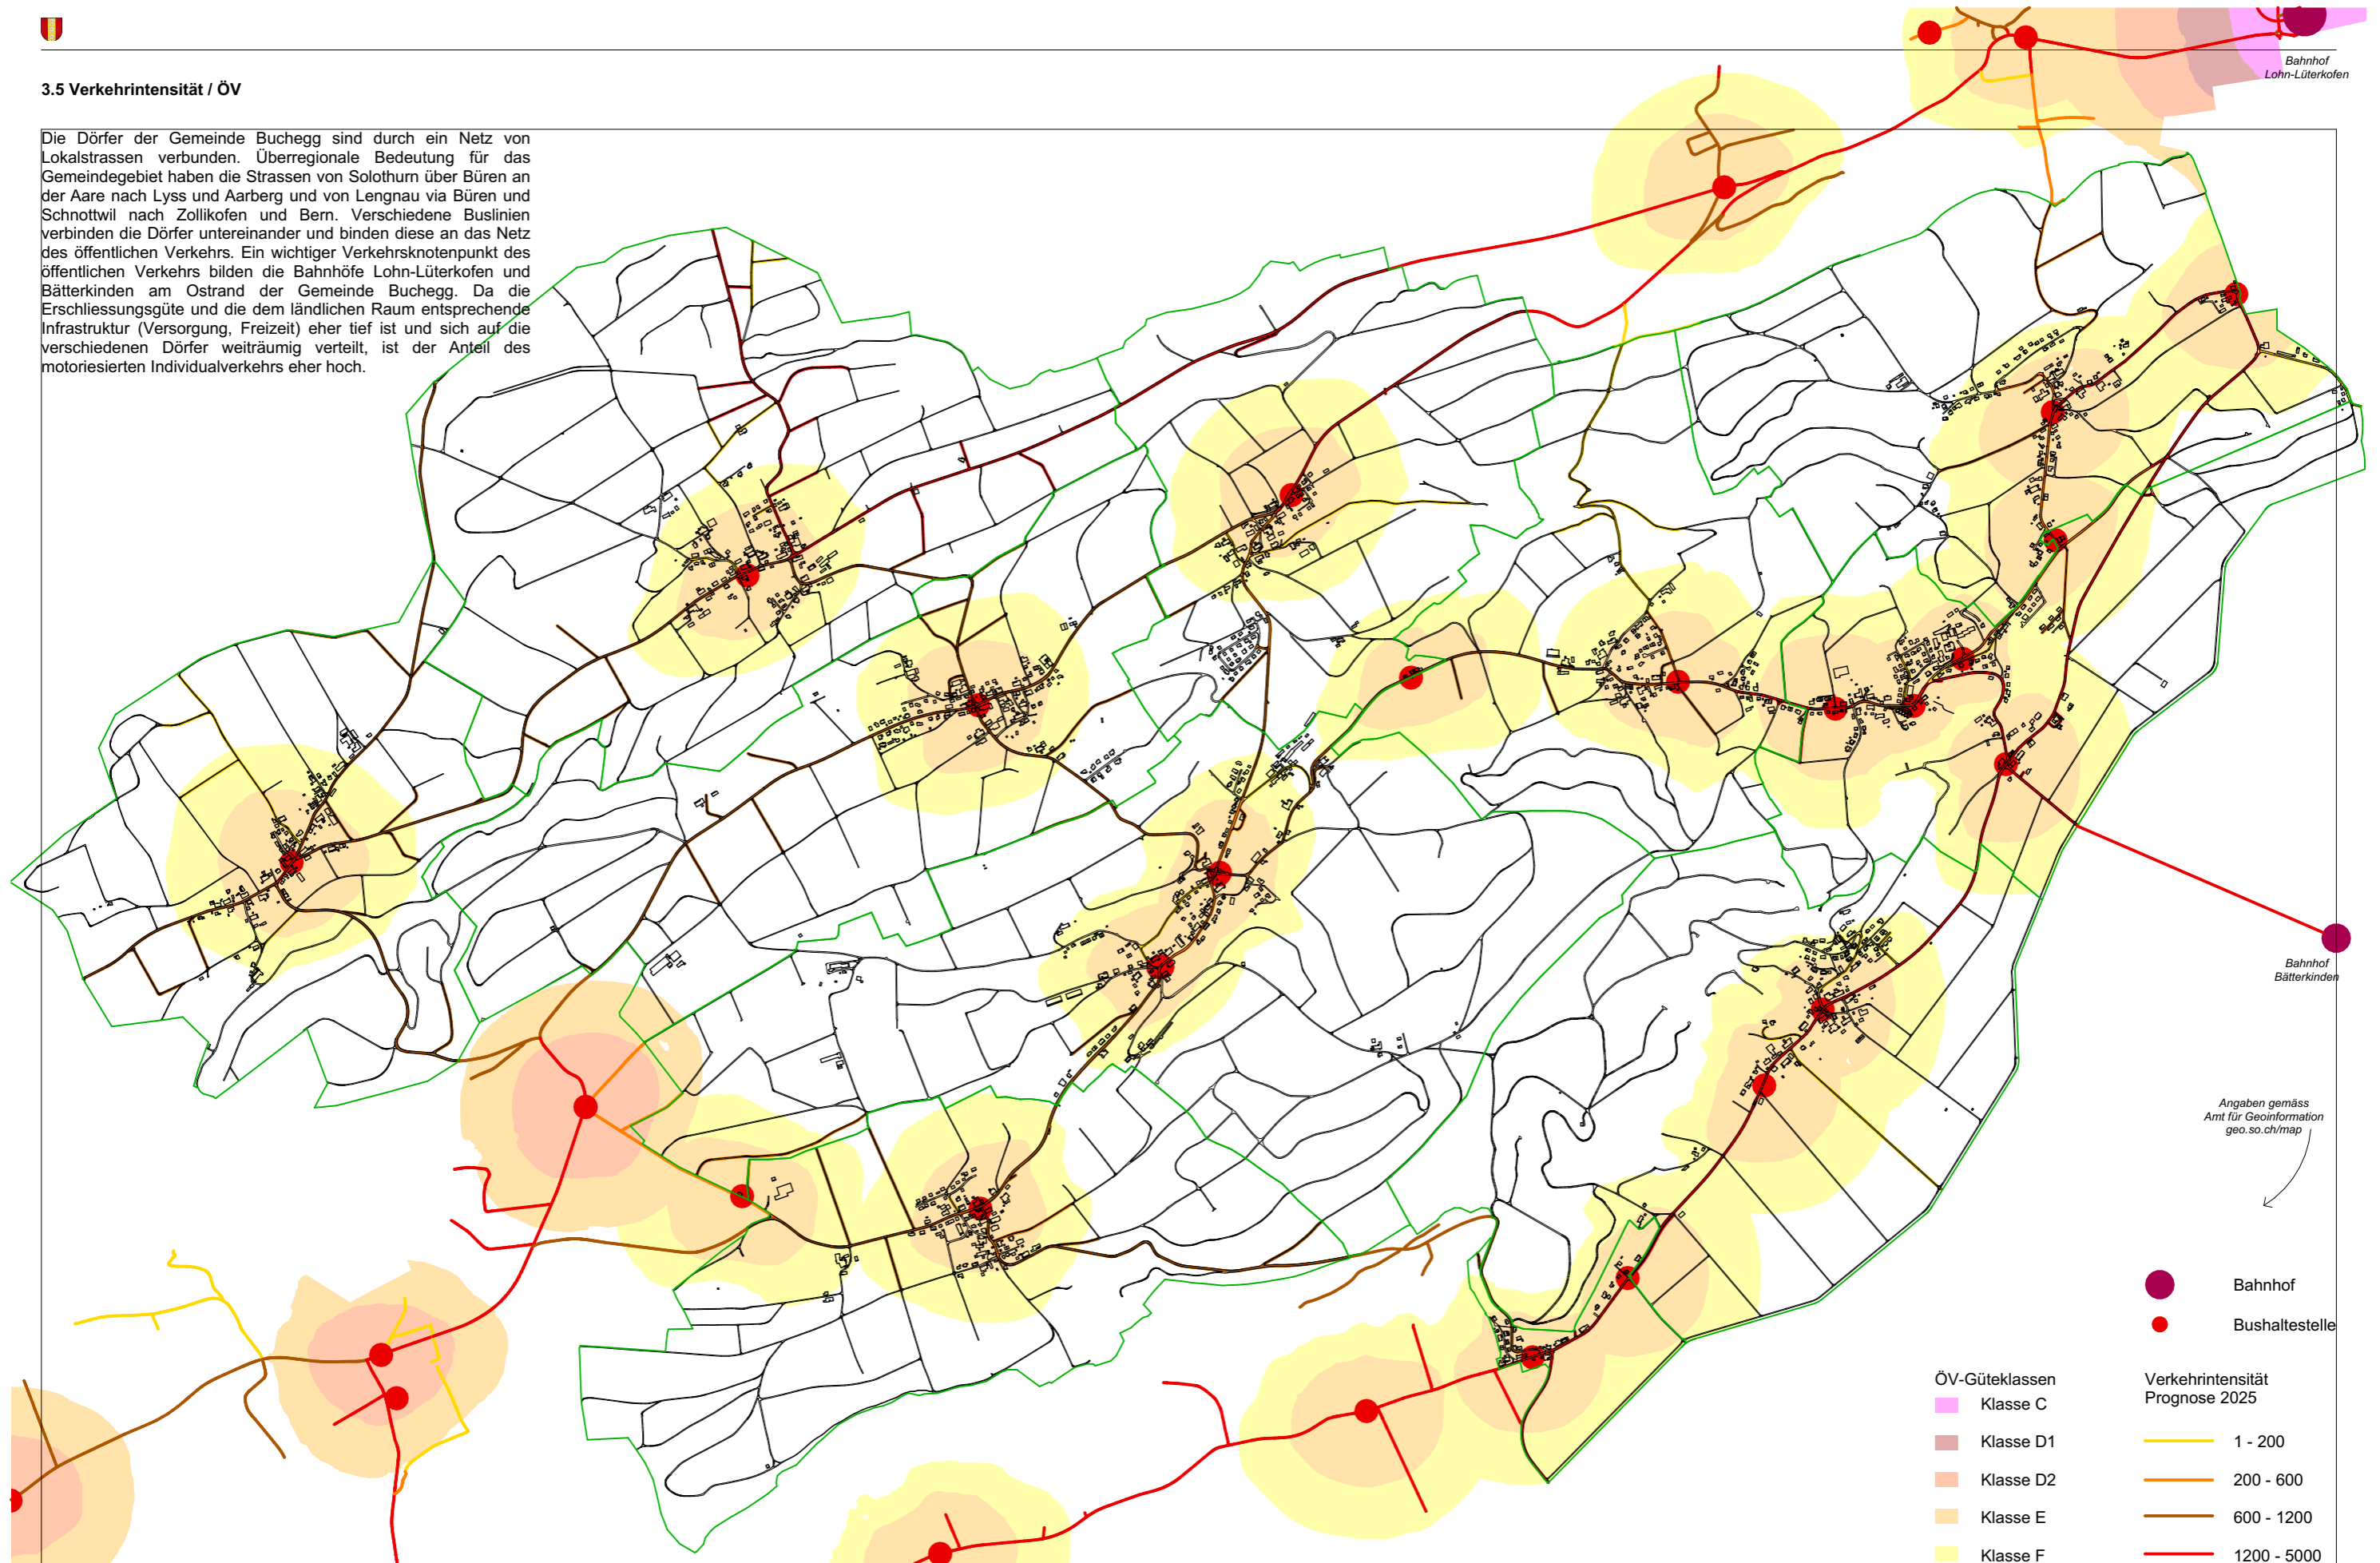 3.5 Verkehrintensität / ÖV
Die Dörfer der Gemeinde Buchegg sind durch ein Netz von
Lokalstrassen verbunden. Überregionale Bedeutung für das
Gemeindegebiet haben die Strassen von Solothurn über Büren an
der Aare nach Lyss und Aarberg und von Lengnau via Büren und
Schnottwil nach Zollikofen und Bern. Verschiedene Buslinien
verbinden die Dörfer untereinander und binden diese an das Netz
des öffentlichen Verkehrs. Ein wichtiger Verkehrsknotenpunkt des
öffentlichen Verkehrs bilden die Bahnhöfe Lohn-Lüterkofen und
Bätterkinden am Ostrand der Gemeinde Buchegg. Da die
Erschliessungsgüte und die dem ländlichen Raum entsprechende
Infrastruktur (Versorgung, Freizeit) eher tief ist und sich auf die
verschiedenen Dörfer weiträumig verteilt, ist der Anteil des
motoriesierten Individualverkehrs eher hoch.
Bahnhof
Lohn-Lüterkofen
Bahnhof
Bätterkinden
Angaben gemäss
Amt für Geoinformation
geo.so.ch/map
Bahnhof
Bushaltestelle
ÖV-Güteklassen
Klasse C
Klasse D1
Klasse D2
Klasse E
Klasse F
Verkehrintensität
Prognose 2025
1 - 200
200 - 600
600 - 1200
1200 - 5000